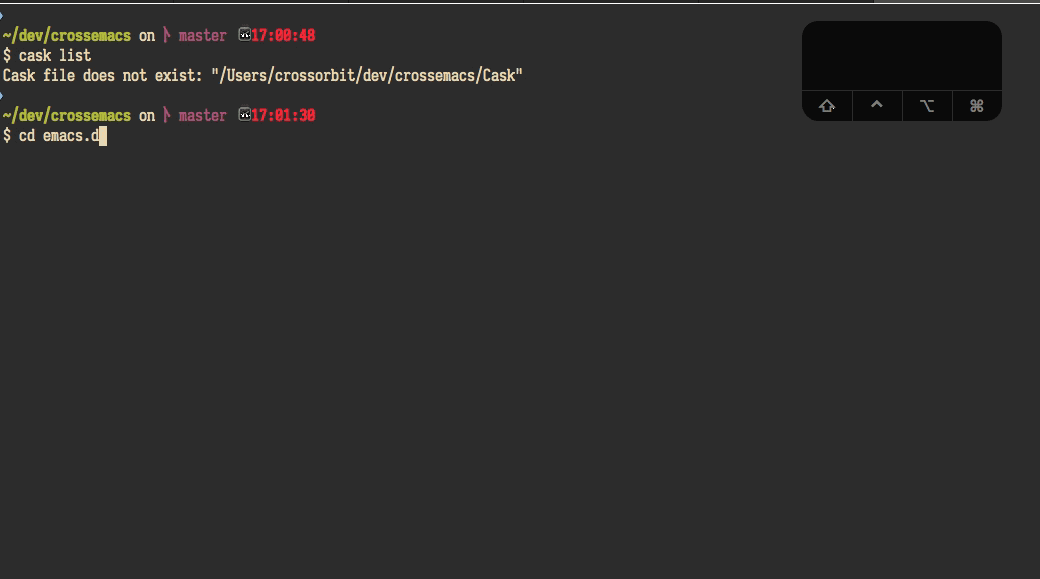 ~/dev/crossemacs on master 17:00:48
$ cask list
Cask file does not exist: "/Users/crossorbit/dev/crossemacs/Cask"
~/dev/crossemacs on master 17:01:30
$ cd emacs.d